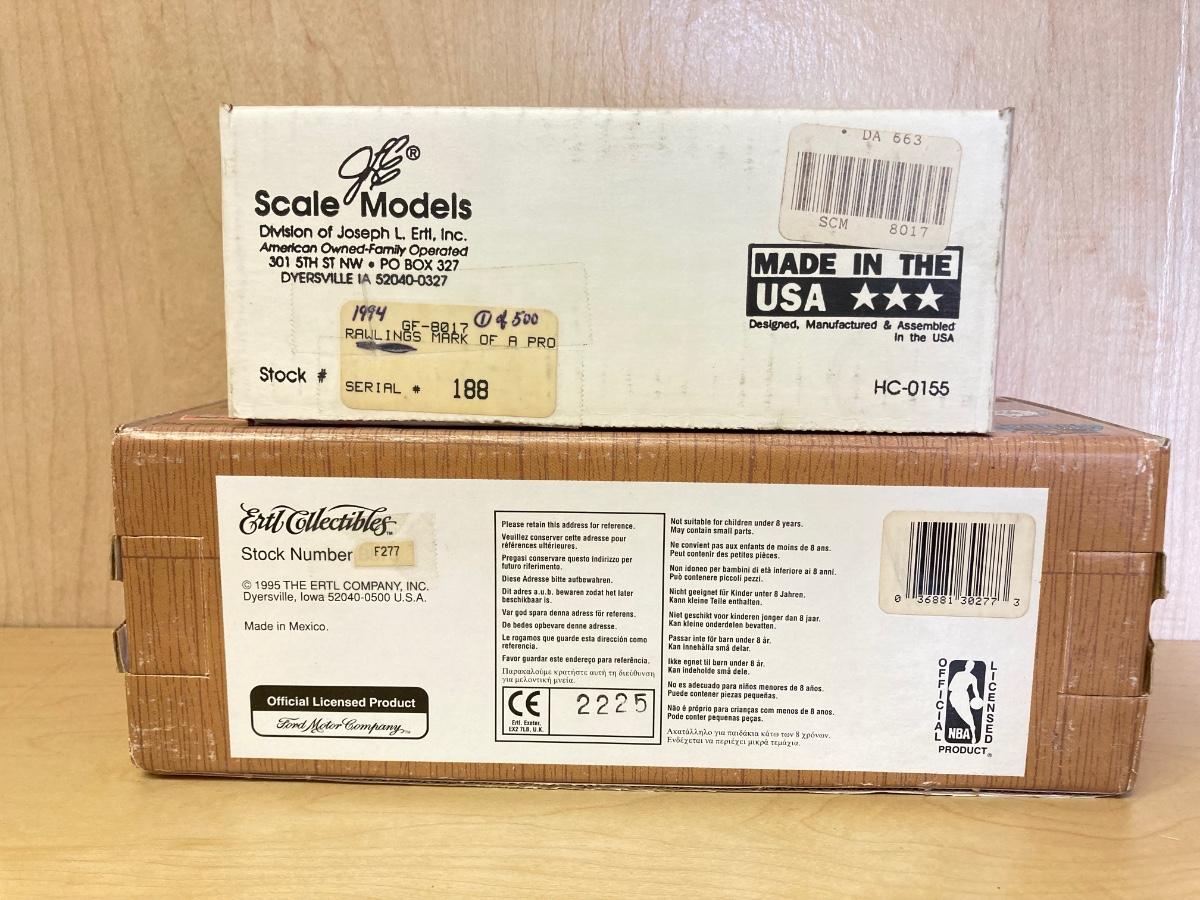 JLE®
Scale Models
Division of Joseph L. Ertl, Inc.
American Owned-Family Operated
301 5TH ST NW • PO BOX 327
DYERSVILLE IA 52040-0327
1994 ① of 500
GF-8017
RAWLINGS MARK OF A PRO
Stock #
SERIAL # 188
DA 663
SCM 8017
MADE IN THE
USA ★★★
Designed, Manufactured & Assembled
in the USA
HC-0155
Ertl Collectibles™
Stock Number F277
© 1995 THE ERTL COMPANY, INC.
Dyersville, Iowa 52040-0500 U.S.A.
Made in Mexico.
Official Licensed Product
Ford Motor Company™
Please retain this address for reference.
Veuillez conserver cette adresse pour
références ultérieures.
Pregasi conservare questo indirizzo per
futuro riferimento.
Diese Adresse bitte aufbewahren.
Dit adres a.u.b. bewaren zodat het later
beschikbaar is.
Var god spara denna adress för referens.
De bedes opbevare denne adresse.
Le rogamos que guarde esta dirección como
referencia.
Favor guardar este endereço para referência.
Παρακαλούμε κρατήστε αυτή τη διεύθυνση
για μελοντική μνεία.
CE 2225
Ertl, Exeter,
EX2 7LB, U.K.
Not suitable for children under 8 years.
May contain small parts.
Ne convient pas aux enfants de moins de 8 ans.
Peut contenir des petites pièces.
Non idoneo per bambini di età inferiore ai 8 anni.
Può contenere piccoli pezzi.
Nicht geeignet für Kinder unter 8 Jahren.
Kann kleine Teile enthalten.
Niet geschikt voor kinderen jonger dan 8 jaar.
Kan kleine onderdelen bevatten.
Passar inte för barn under 8 år.
Kan innehålla små delar.
Ikke egnet til børn under 8 år.
Kan indeholde små dele.
No es adecuado para niños menores de 8 años.
Puede contener piezas pequeñas.
Não é próprio para crianças com menos de 8 anos.
Pode conter pequenas peças.
Ακατάλληλο για παιδάκια κάτω των 8 χρόνων.
Ενδέχεται να περιέχει μικρά τεμάχια.
0 36881 30277 3
OFFICIAL
LICENSED
NBA
PRODUCT®